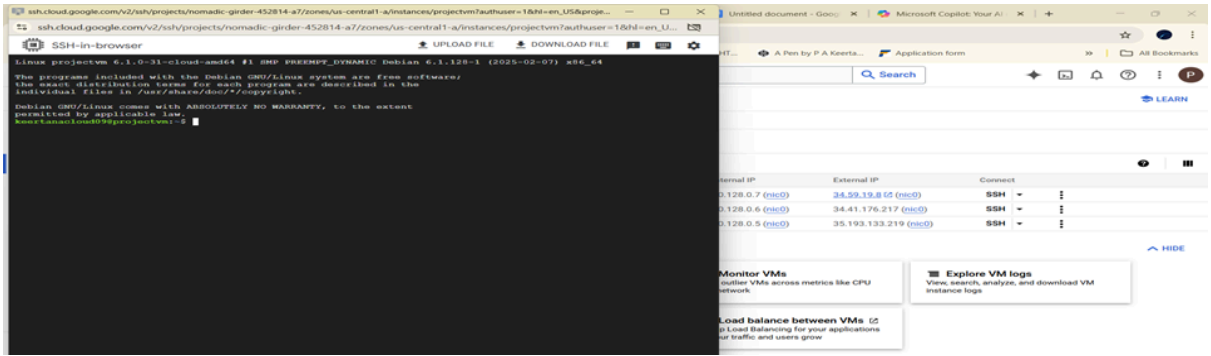 ssh.cloud.google.com/v2/ssh/projects/nomadic-girder-452814-a7/zones/us-central1-a/instances/projectvm?authuser=1&hl=en_US&proje...
ssh.cloud.google.com/v2/ssh/projects/nomadic-girder-452814-a7/zones/us-central1-a/instances/projectvm?authuser=1&hl=en_U...
SSH-in-browser
UPLOAD FILE
DOWNLOAD FILE
Linux projectvm 6.1.0-31-cloud-amd64 #1 SMP PREEMPT_DYNAMIC Debian 6.1.128-1 (2025-02-07) x86_64
The programs included with the Debian GNU/Linux system are free software;
the exact distribution terms for each program are described in the
individual files in /usr/share/doc/*/copyright.
Debian GNU/Linux comes with ABSOLUTELY NO WARRANTY, to the extent
permitted by applicable law.
keertanacloud09@projectvm:~$
Untitled document - Goog
Microsoft Copilot: Your AI
A Pen by P A Keerta...
Application form
All Bookmarks
Search
P
LEARN
ternal IP External IP Connect
0.128.0.7 (nic0) 34.59.19.8 (nic0) SSH
0.128.0.6 (nic0) 34.41.176.217 (nic0) SSH
0.128.0.5 (nic0) 35.193.133.219 (nic0) SSH
HIDE
Monitor VMs
outlier VMs across metrics like CPU
network
Explore VM logs
View, search, analyze, and download VM
instance logs
Load balance between VMs
p Load Balancing for your applications
ur traffic and users grow